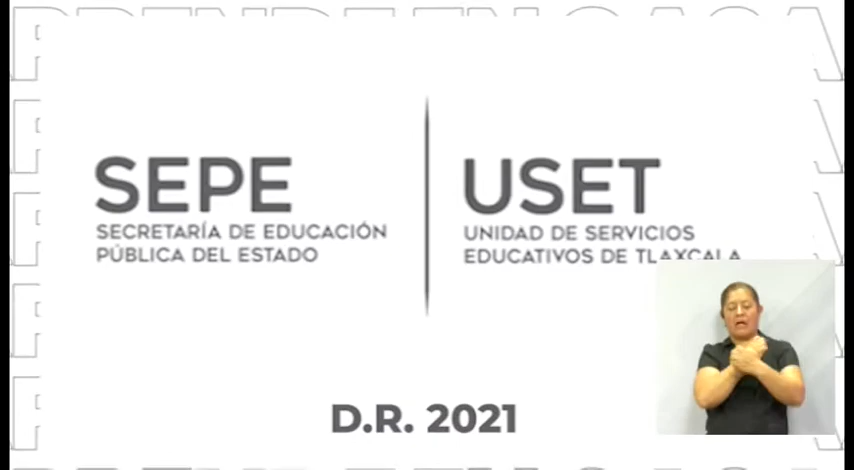 SEPE
SECRETARÍA DE EDUCACIÓN
PÚBLICA DEL ESTADO
USET
UNIDAD DE SERVICIOS
EDUCATIVOS DE TLAXCALA
D.R. 2021